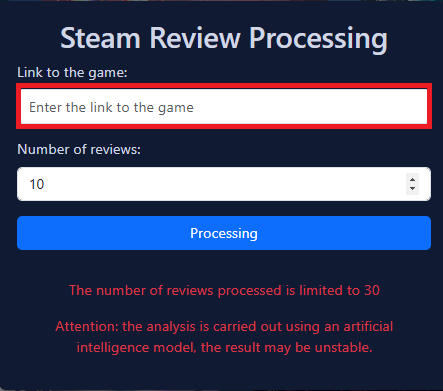 Steam Review Processing
Link to the game:
Enter the link to the game
Number of reviews:
10
Processing
The number of reviews processed is limited to 30
Attention: the analysis is carried out using an artificial
intelligence model, the result may be unstable.